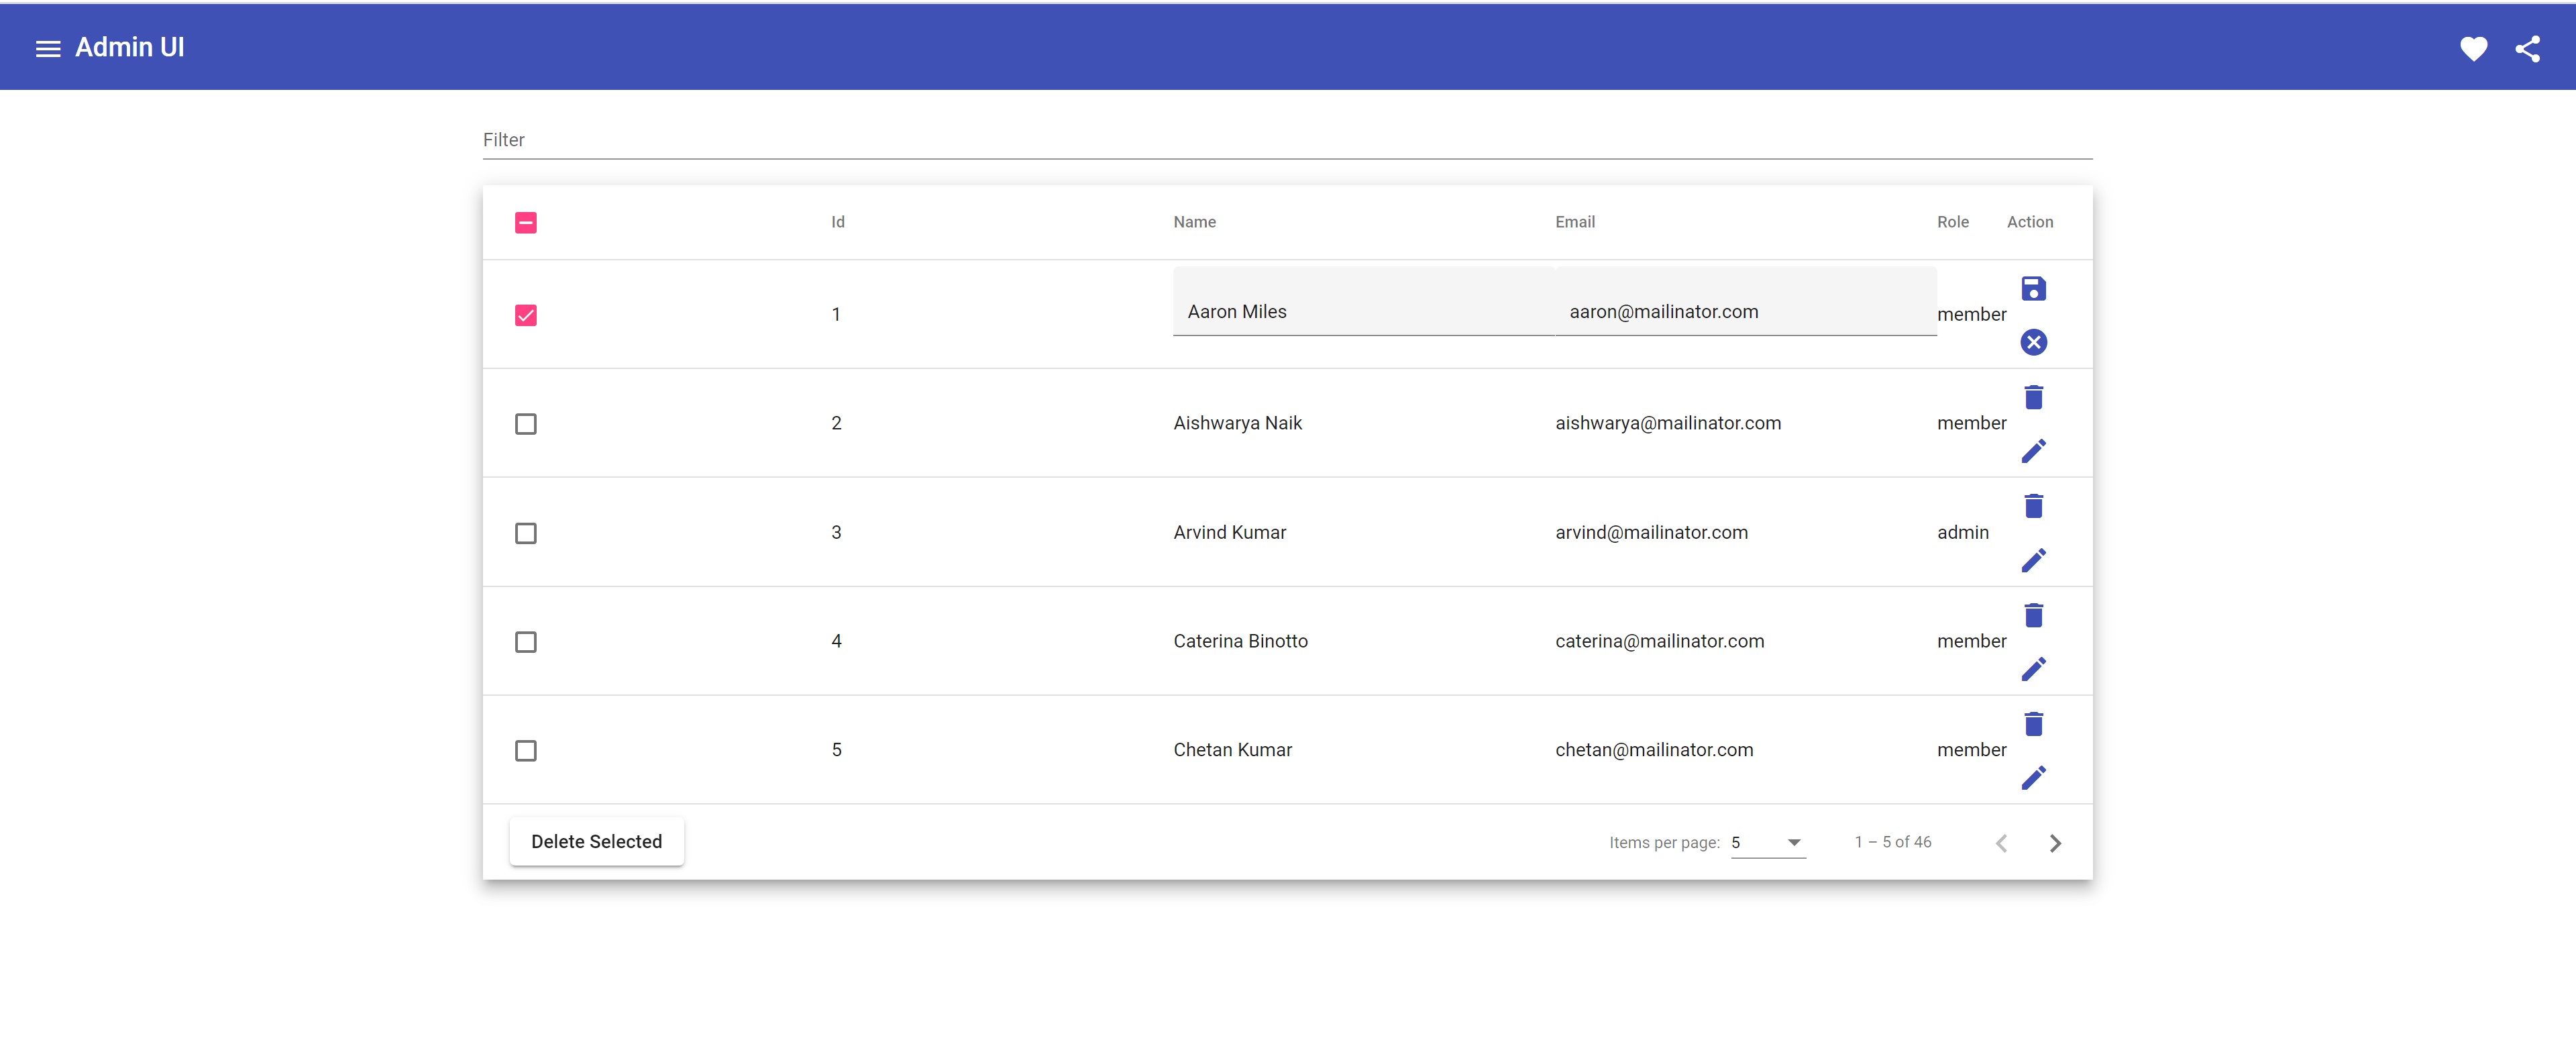 Admin UI
Filter
Id Name Email Role Action
1 Aaron Miles aaron@mailinator.com member
2 Aishwarya Naik aishwarya@mailinator.com member
3 Arvind Kumar arvind@mailinator.com admin
4 Caterina Binotto caterina@mailinator.com member
5 Chetan Kumar chetan@mailinator.com member
Delete Selected Items per page: 5 1 – 5 of 46